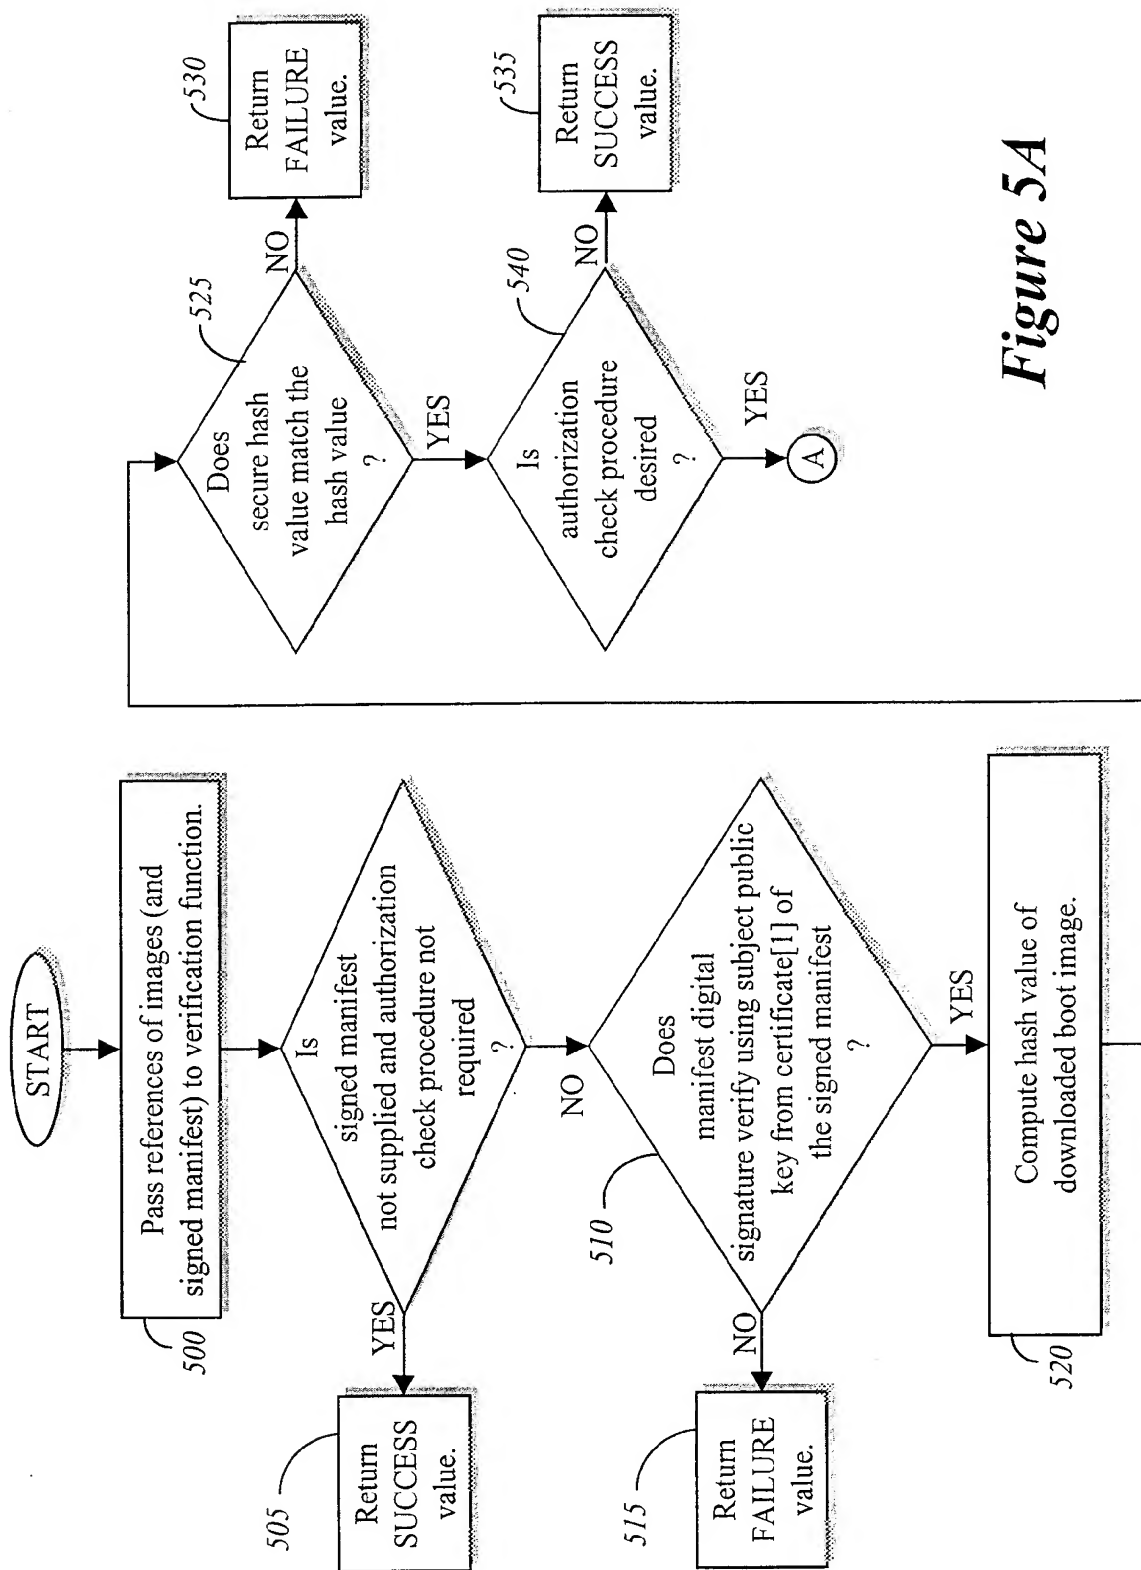 START
Pass references of images (and
signed manifest) to verification function.
500
Is
signed manifest
not supplied and authorization
check procedure not
required
?
YES
505
Return
SUCCESS
value.
NO
Does
manifest digital
signature verify using subject public
key from certificate[1] of
the signed manifest
?
510
NO
515
Return
FAILURE
value.
YES
Compute hash value of
downloaded boot image.
520
Does
secure hash
value match the
hash value
?
525
NO
530
Return
FAILURE
value.
YES
Is
authorization
check procedure
desired
?
540
NO
535
Return
SUCCESS
value.
YES
A
Figure 5A